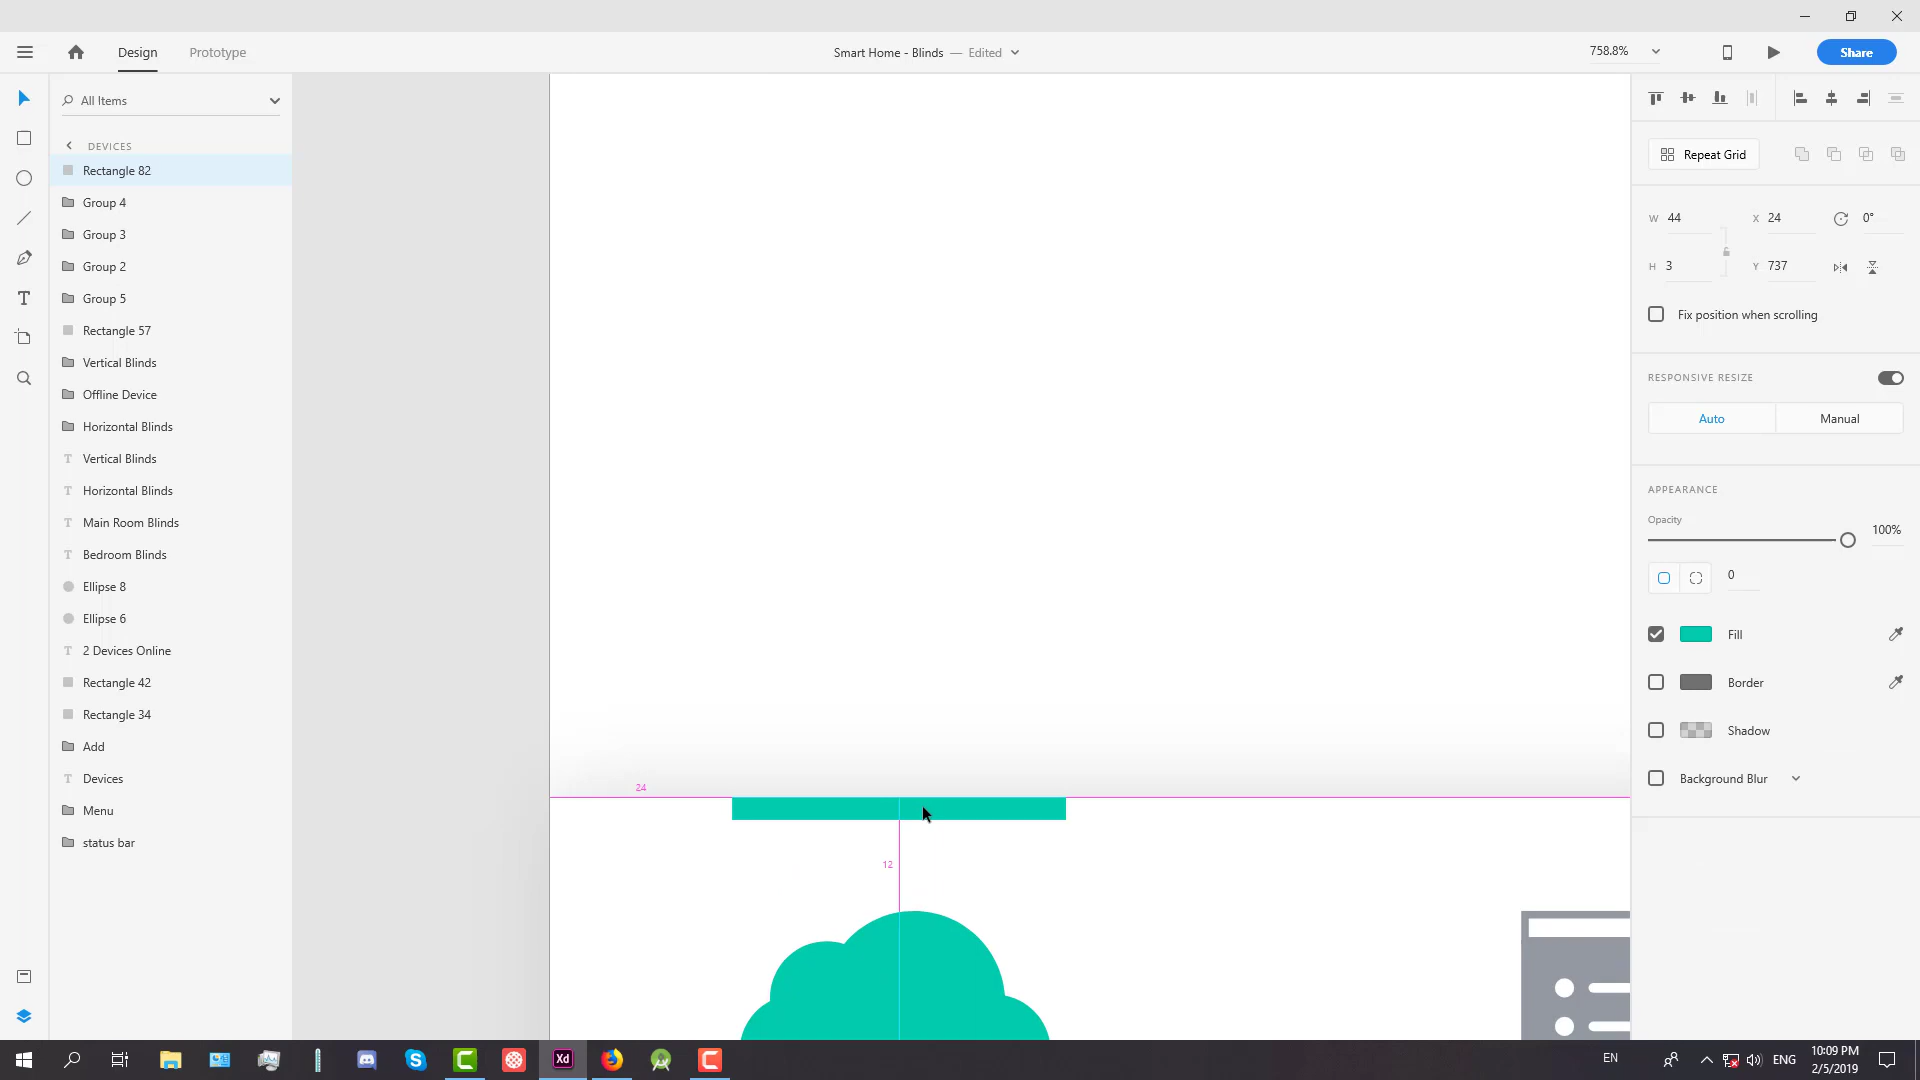 Design
Prototype
Smart Home - Blinds — Edited
758.8%
Share
All Items
DEVICES
Rectangle 82
Group 4
Group 3
Group 2
Group 5
Rectangle 57
Vertical Blinds
Offline Device
Horizontal Blinds
Vertical Blinds
Horizontal Blinds
Main Room Blinds
Bedroom Blinds
Ellipse 8
Ellipse 6
2 Devices Online
Rectangle 42
Rectangle 34
Add
Devices
Menu
status bar
24
12
Repeat Grid
W 44 X 24 0°
H 3 Y 737
Fix position when scrolling
RESPONSIVE RESIZE
Auto Manual
APPEARANCE
Opacity
100%
0
Fill
Border
Shadow
Background Blur
Xd
EN
ENG
10:09 PM
2/5/2019